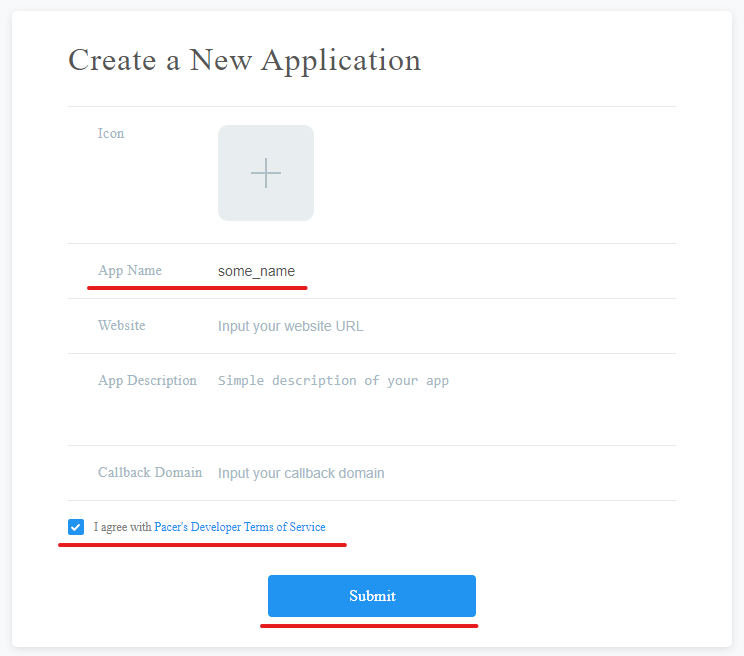 Create a New Application
Icon
App Name some_name
Website Input your website URL
App Description Simple description of your app
Callback Domain Input your callback domain
I agree with Pacer's Developer Terms of Service
Submit